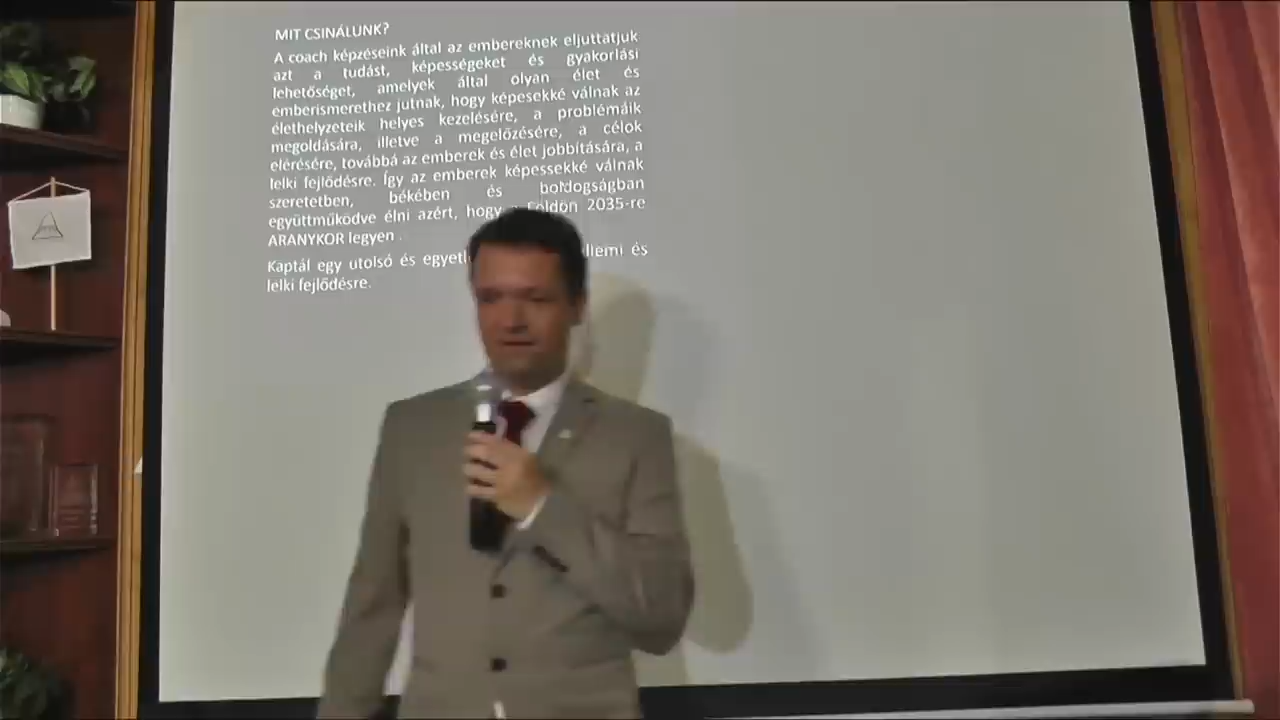 MIT CSINÁLUNK?
A coach képzéseink által az embereknek eljuttatjuk
azt a tudást, képességeket és gyakorlási
lehetőséget, amelyek által olyan élet és
emberismerethez jutnak, hogy képesekké válnak az
élethelyzeteik helyes kezelésére, a problémáik
megoldására, illetve a megelőzésére, a célok
elérésére, továbbá az emberek és élet jobbítására, a
lelki fejlődésre. Így az emberek képessekké válnak
szeretetben, békében és boldogságban
együttműködve élni azért, hogy Földön 2035-re
ARANYKOR legyen .
Kaptál egy utolsó és és
lelki fejlődésre.